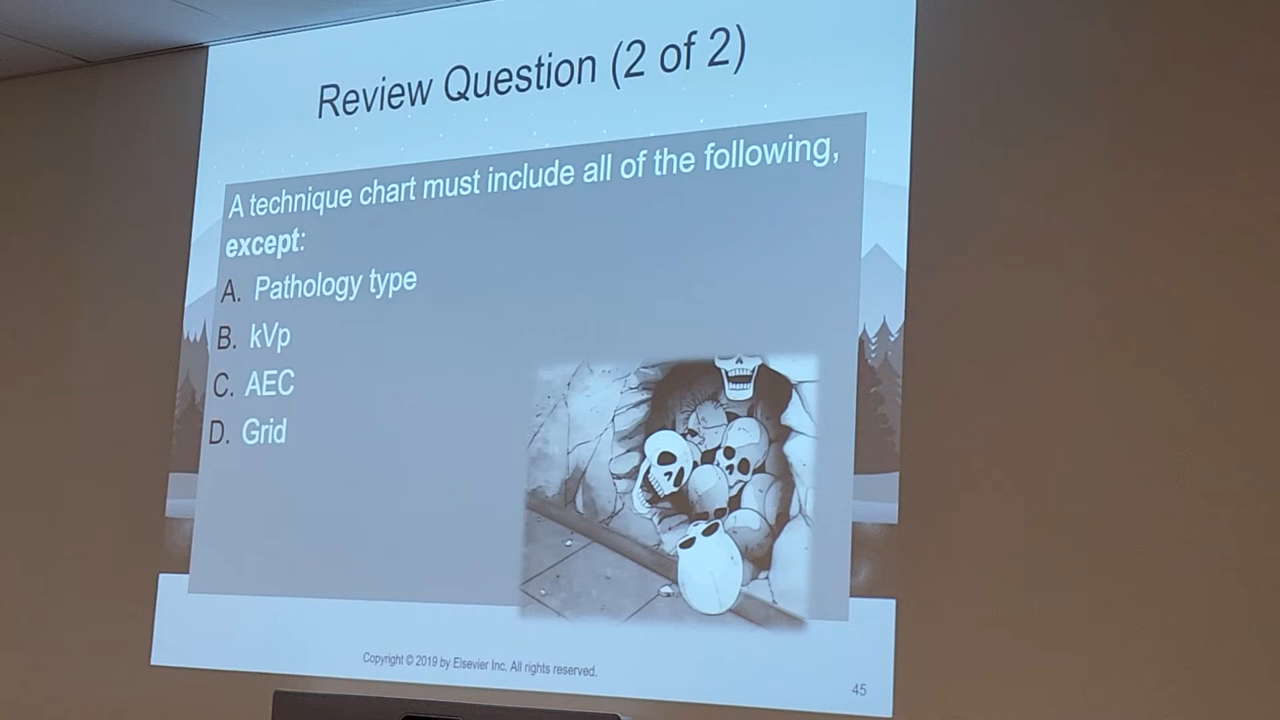 Review Question (2 of 2)
A technique chart must include all of the following,
except:
A. Pathology type
B. kVp
C. AEC
D. Grid
Copyright © 2019 by Elsevier Inc. All rights reserved.
45